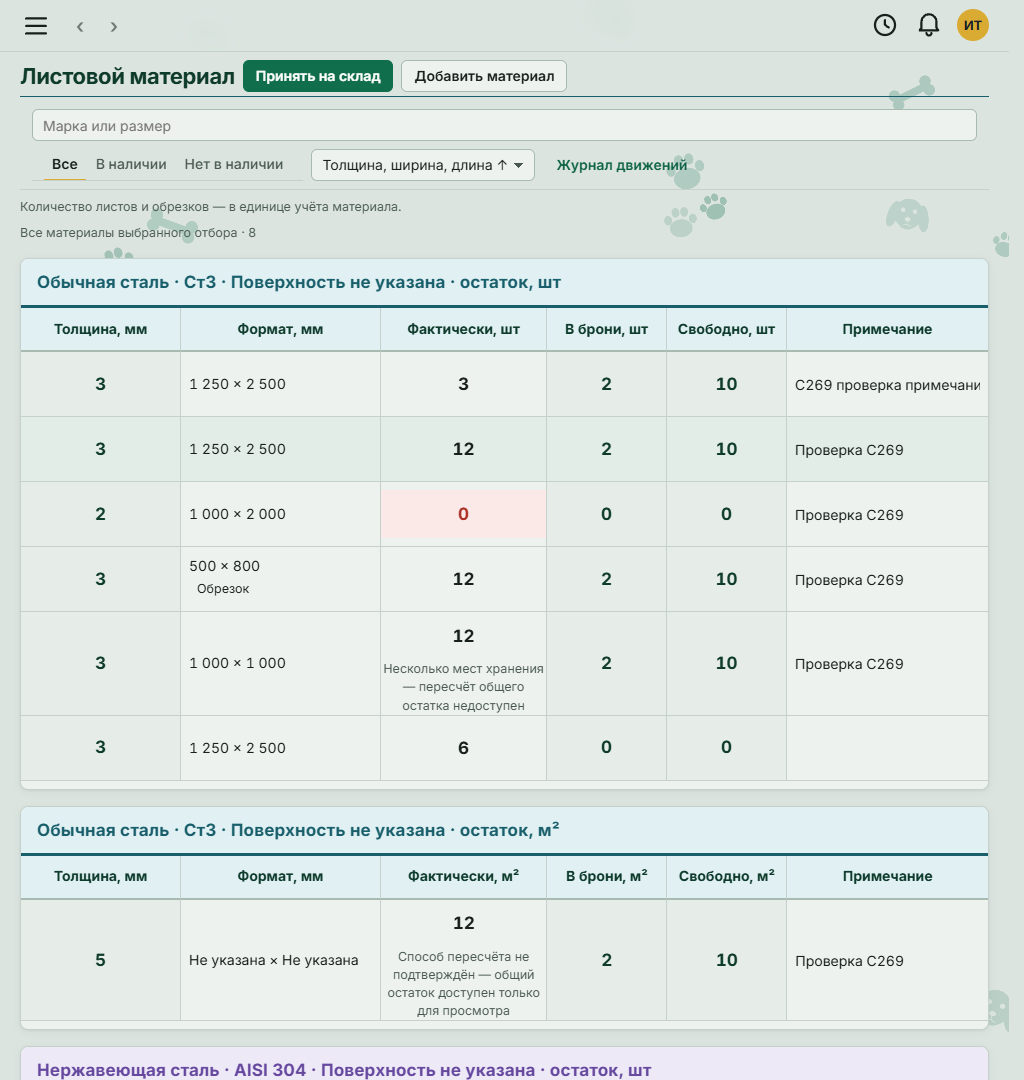 ИТ
Листовой материал
Принять на склад
Добавить материал
Марка или размер
Все
В наличии
Нет в наличии
Толщина, ширина, длина ↑
Журнал движений
Количество листов и обрезков — в единице учёта материала.
Все материалы выбранного отбора · 8
Обычная сталь · Ст3 · Поверхность не указана · остаток, шт
Толщина, мм Формат, мм Фактически, шт В брони, шт Свободно, шт Примечание
3 1 250 × 2 500 3 2 10 С269 проверка примечани
3 1 250 × 2 500 12 2 10 Проверка С269
2 1 000 × 2 000 0 0 0 Проверка С269
3 500 × 800 12 2 10 Проверка С269
Обрезок
3 1 000 × 1 000 12 2 10 Проверка С269
Несколько мест хранения
— пересчёт общего
остатка недоступен
3 1 250 × 2 500 6 0 0
Обычная сталь · Ст3 · Поверхность не указана · остаток, м²
Толщина, мм Формат, мм Фактически, м² В брони, м² Свободно, м² Примечание
5 Не указана × Не указана 12 2 10 Проверка С269
Способ пересчёта не
подтверждён — общий
остаток доступен только
для просмотра
Нержавеющая сталь · AISI 304 · Поверхность не указана · остаток, шт